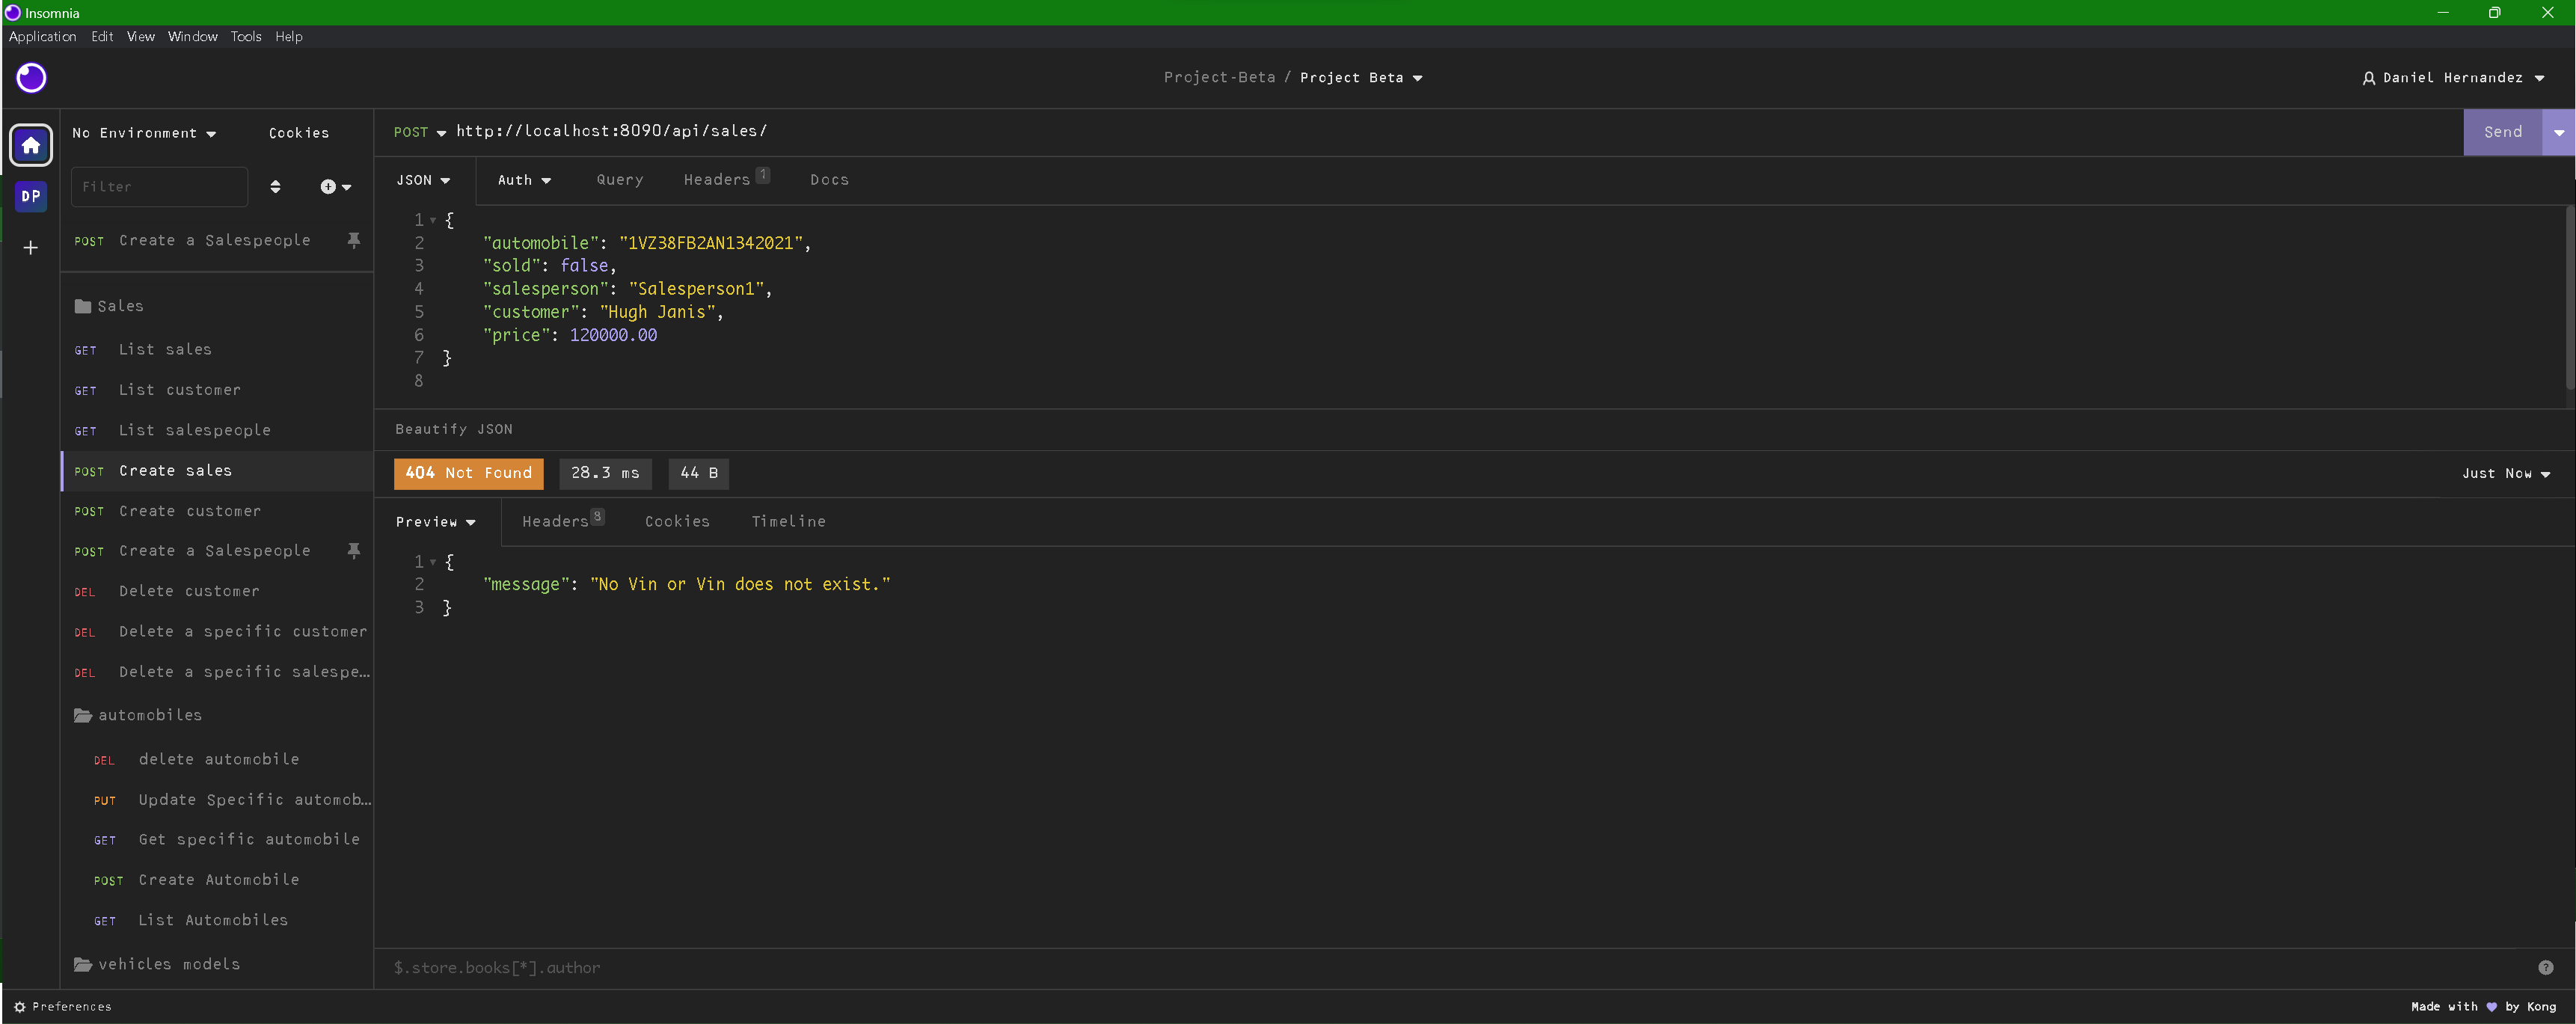 Insomnia
Application Edit View Window Tools Help
Project-Beta / Project Beta
Daniel Hernandez
DP
No Environment Cookies
Filter
POST Create a Salespeople
Sales
GET List sales
GET List customer
GET List salespeople
POST Create sales
POST Create customer
POST Create a Salespeople
DEL Delete customer
DEL Delete a specific customer
DEL Delete a specific salespe...
automobiles
DEL delete automobile
PUT Update Specific automob...
GET Get specific automobile
POST Create Automobile
GET List Automobiles
vehicles models
POST http://localhost:8090/api/sales/
Send
JSON Auth Query Headers 1 Docs
1 {
2 "automobile": "1VZ38FB2AN1342021",
3 "sold": false,
4 "salesperson": "Salesperson1",
5 "customer": "Hugh Janis",
6 "price": 120000.00
7 }
8
Beautify JSON
404 Not Found 28.3 ms 44 B
Just Now
Preview Headers 8 Cookies Timeline
1 {
2 "message": "No Vin or Vin does not exist."
3 }
$.store.books[*].author
?
Preferences
Made with by Kong